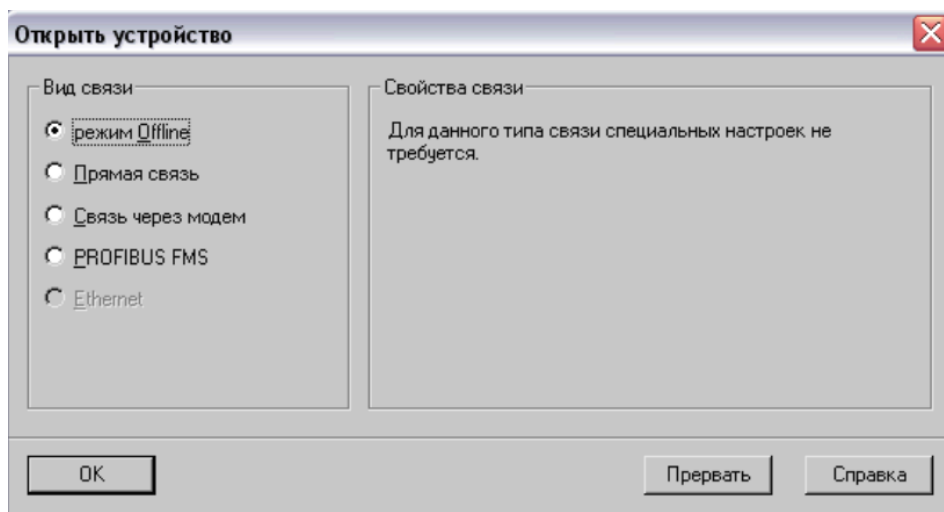 Открыть устройство
Вид связи
режим Offline
Прямая связь
Связь через модем
PROFIBUS FMS
Ethernet
Свойства связи
Для данного типа связи специальных настроек не
требуется.
OK
Прервать
Справка